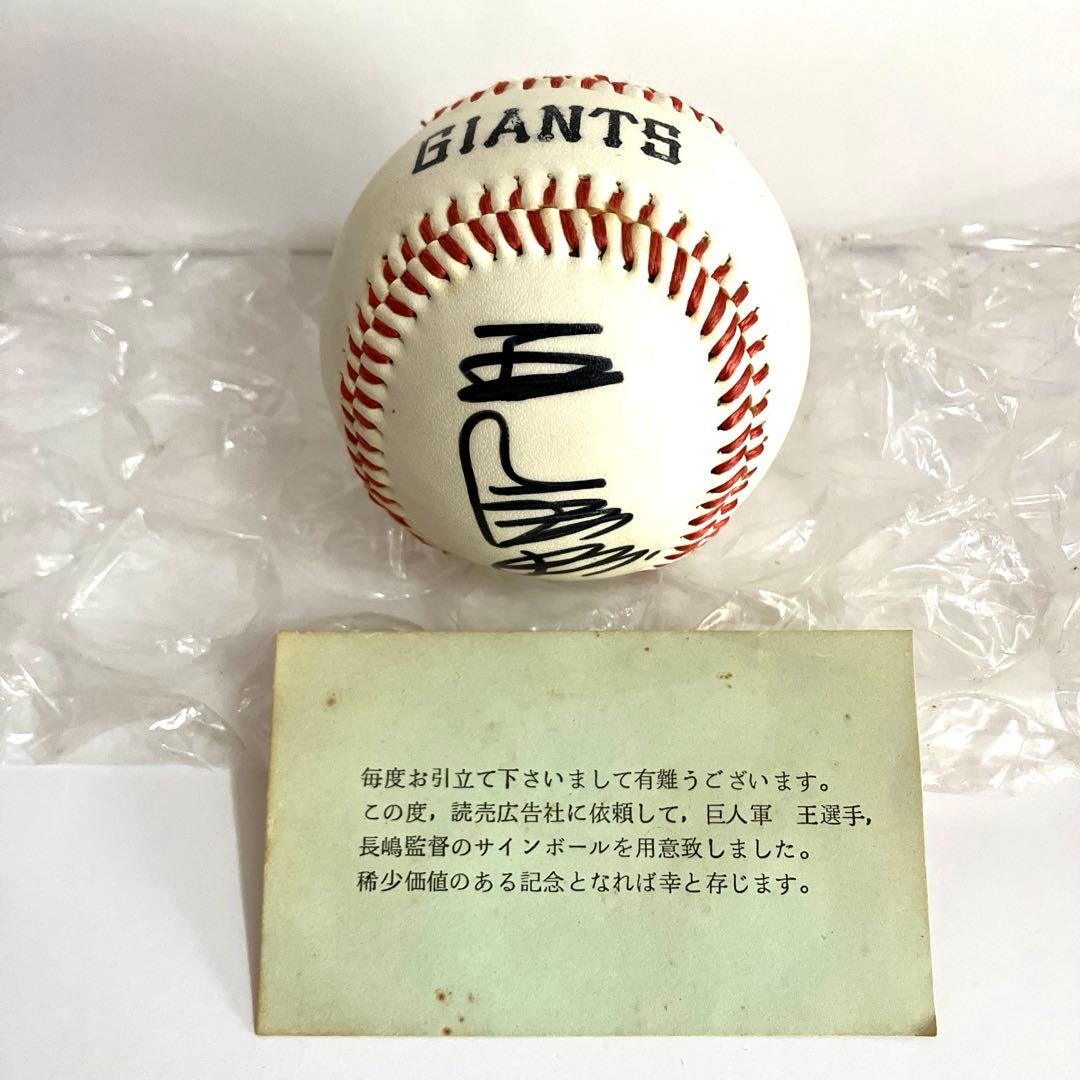 GIANTS
毎度お引立て下さいまして有難うございます。
この度，読売広告社に依頼して，巨人軍　王選手，
長嶋監督のサインボールを用意致しました。
稀少価値のある記念となれば幸と存じます。